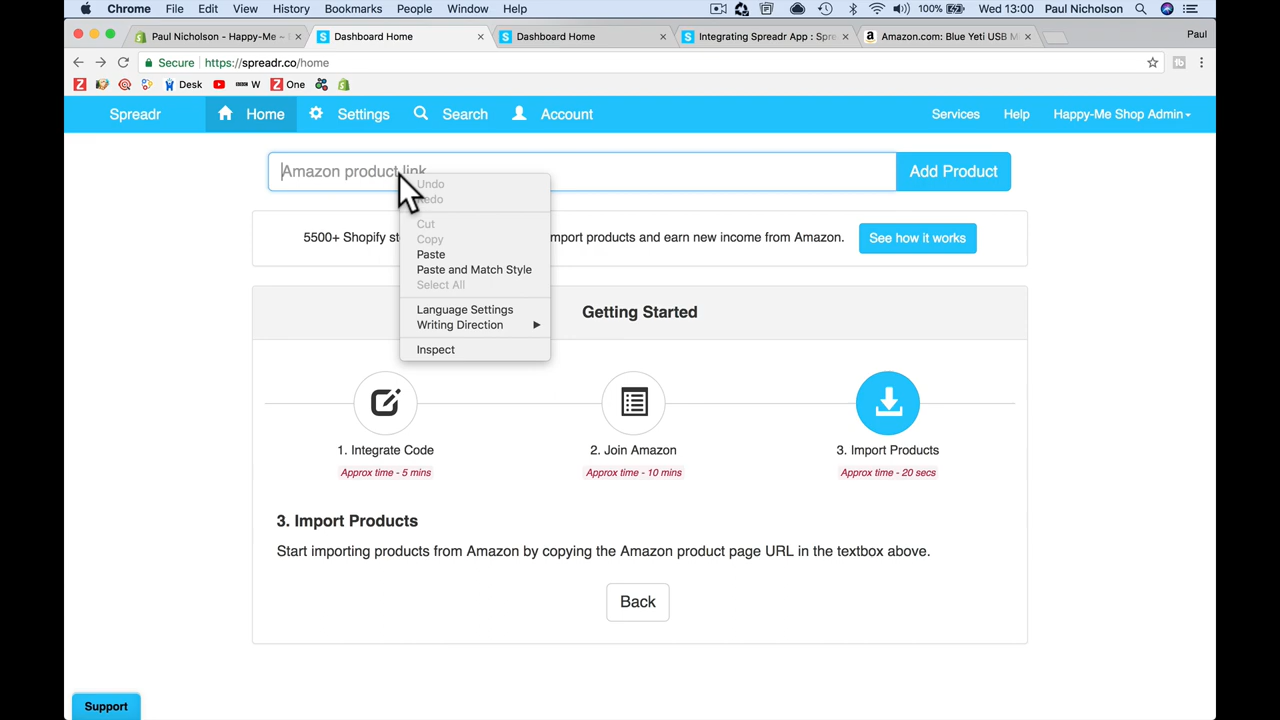 Chrome File Edit View History Bookmarks People Window Help 100% Wed 13:00 Paul Nicholson
Paul Nicholson - Happy-Me ~ Dashboard Home Dashboard Home Integrating Spreadr App : Spre Amazon.com: Blue Yeti USB Mi Paul
Secure https://spreadr.co/home
Desk W One
Spreadr Home Settings Search Account Services Help Happy-Me Shop Admin
Amazon product link Add Product
Undo
Redo
Cut
Copy
Paste
Paste and Match Style
Select All
Language Settings
Writing Direction
Inspect
5500+ Shopify st mport products and earn new income from Amazon. See how it works
Getting Started
1. Integrate Code 2. Join Amazon 3. Import Products
Approx time - 5 mins Approx time - 10 mins Approx time - 20 secs
3. Import Products
Start importing products from Amazon by copying the Amazon product page URL in the textbox above.
Back
Support